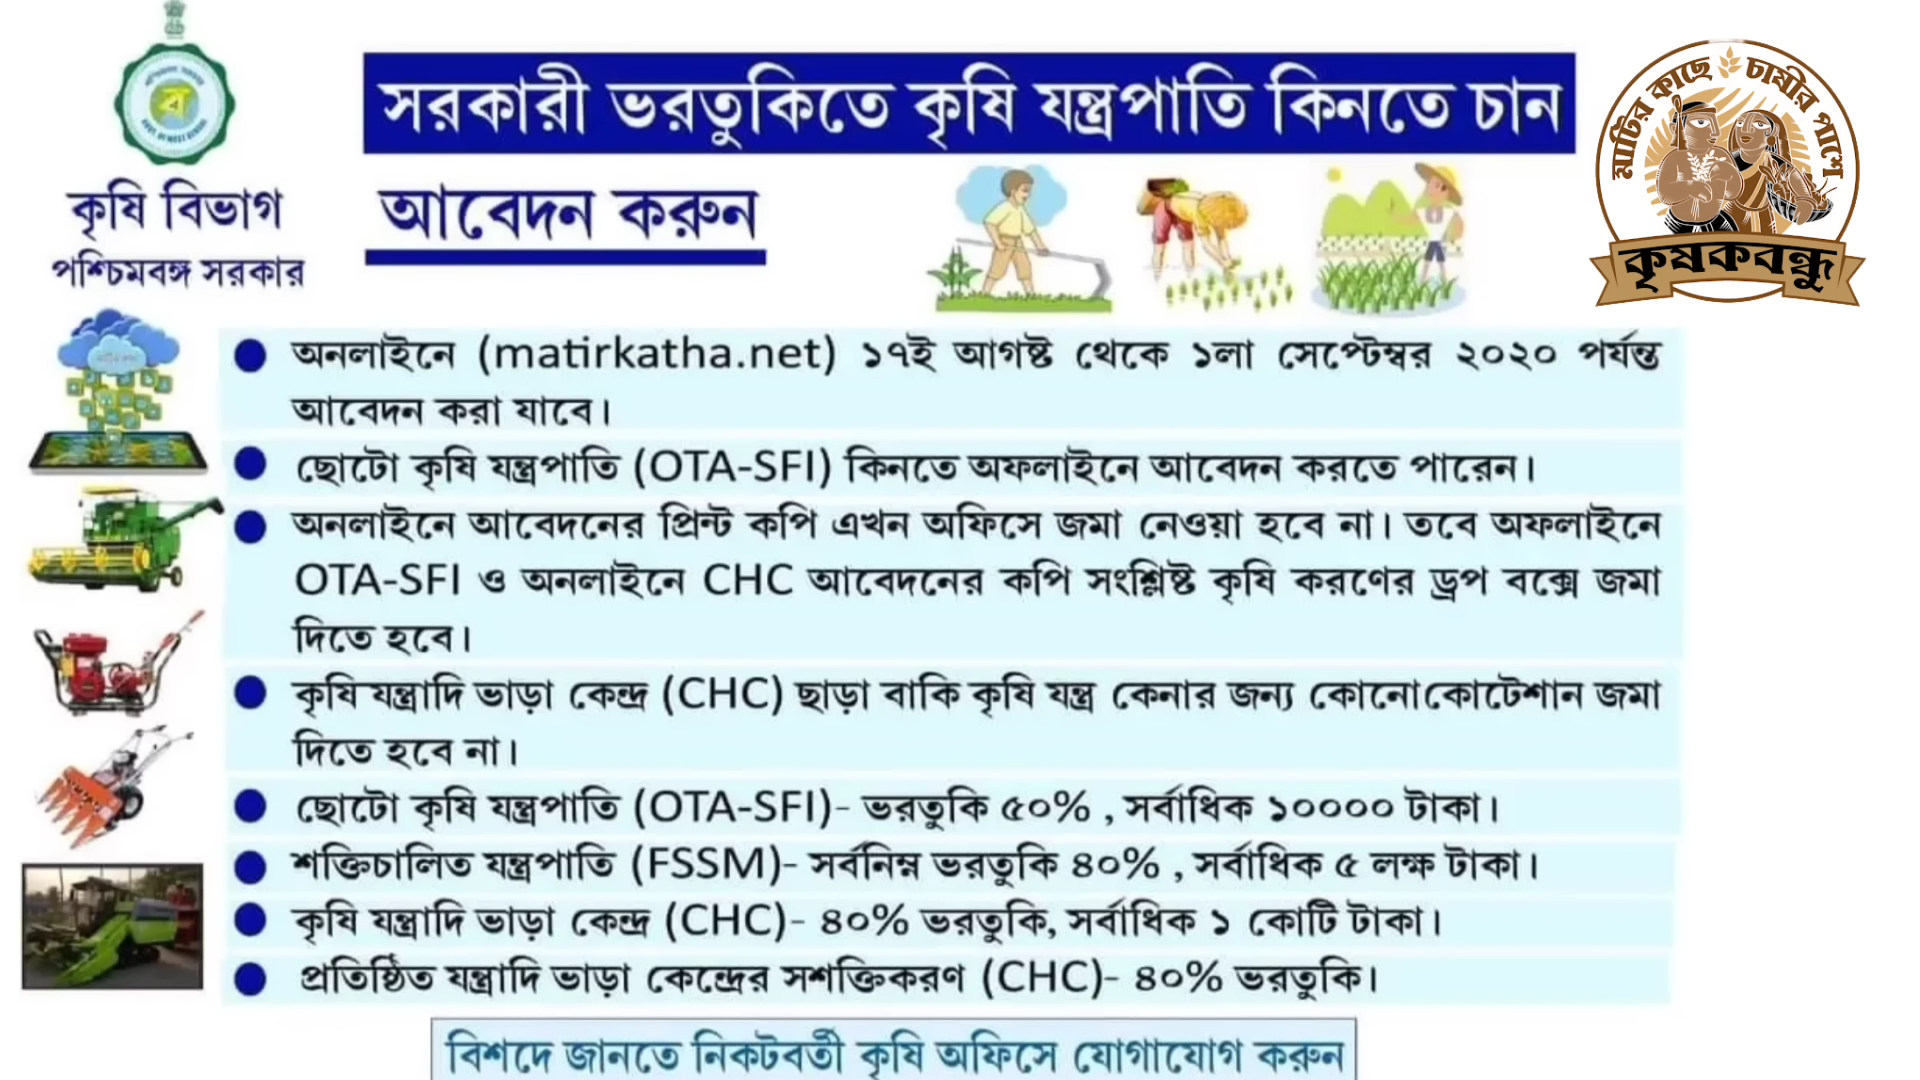 সরকারী ভরতুকিতে কৃষি যন্ত্রপাতি কিনতে চান
আবেদন করুন
কৃষি বিভাগ
পশ্চিমবঙ্গ সরকার
মাটির কাছে চাষীর পাশে
কৃষকবন্ধু
● অনলাইনে (matirkatha.net) ১৭ই আগষ্ট থেকে ১লা সেপ্টেম্বর ২০২০ পর্যন্ত
আবেদন করা যাবে।
● ছোটো কৃষি যন্ত্রপাতি (OTA-SFI) কিনতে অফলাইনে আবেদন করতে পারেন।
● অনলাইনে আবেদনের প্রিন্ট কপি এখন অফিসে জমা নেওয়া হবে না। তবে অফলাইনে
OTA-SFI ও অনলাইনে CHC আবেদনের কপি সংশ্লিষ্ট কৃষি করণের ড্রপ বক্সে জমা
দিতে হবে।
● কৃষি যন্ত্রাদি ভাড়া কেন্দ্র (CHC) ছাড়া বাকি কৃষি যন্ত্র কেনার জন্য কোনো কোটেশান জমা
দিতে হবে না।
● ছোটো কৃষি যন্ত্রপাতি (OTA-SFI)- ভরতুকি ৫০% , সর্বাধিক ১০০০০ টাকা।
● শক্তিচালিত যন্ত্রপাতি (FSSM)- সর্বনিম্ন ভরতুকি ৪০% , সর্বাধিক ৫ লক্ষ টাকা।
● কৃষি যন্ত্রাদি ভাড়া কেন্দ্র (CHC)- ৪০% ভরতুকি, সর্বাধিক ১ কোটি টাকা।
● প্রতিষ্ঠিত যন্ত্রাদি ভাড়া কেন্দ্রের সশক্তিকরণ (CHC)- ৪০% ভরতুকি।
বিশদে জানতে নিকটবর্তী কৃষি অফিসে যোগাযোগ করুন